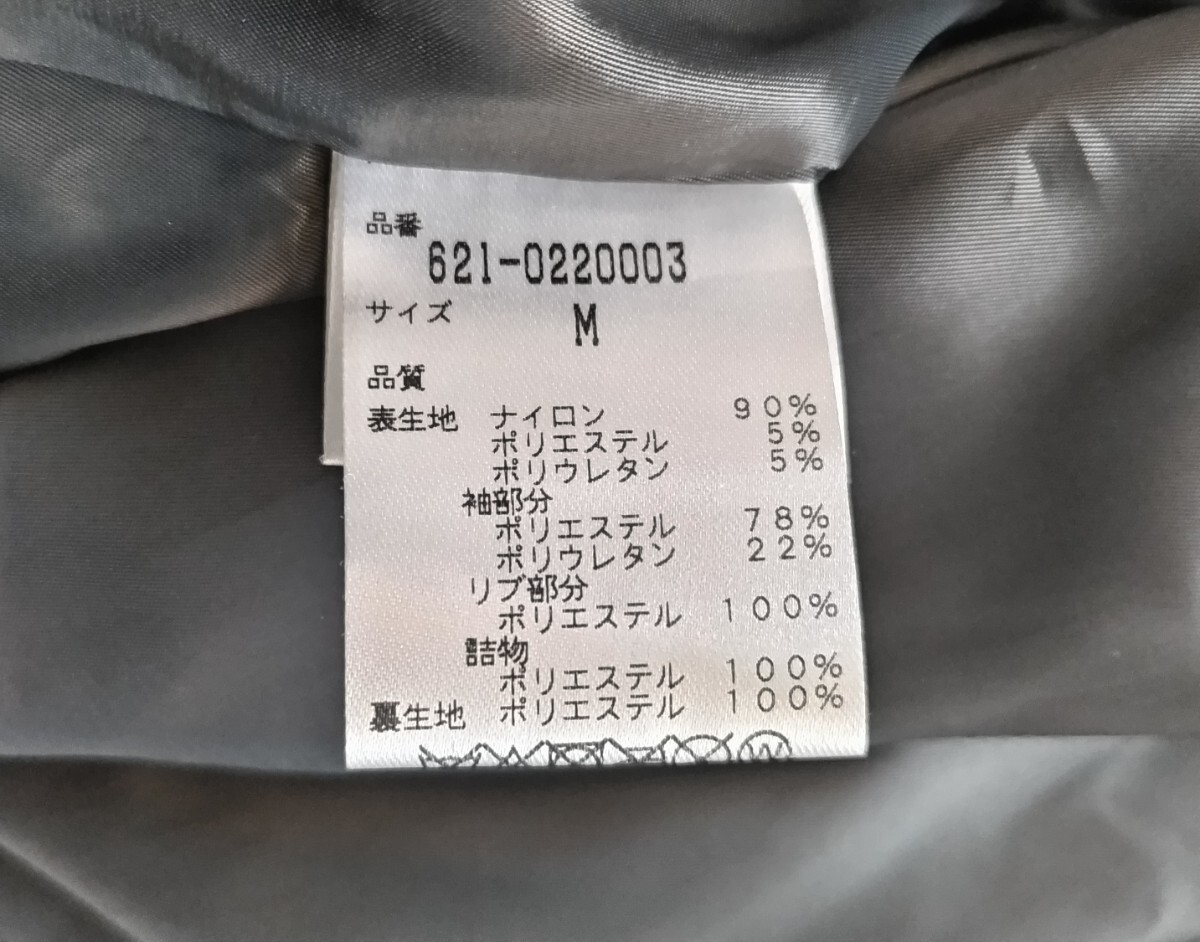 品番
621-0220003
サイズ M
品質
表生地 ナイロン 90%
ポリエステル 5%
ポリウレタン 5%
袖部分
ポリエステル 78%
ポリウレタン 22%
リブ部分
ポリエステル 100%
詰物
ポリエステル 100%
裏生地 ポリエステル 100%